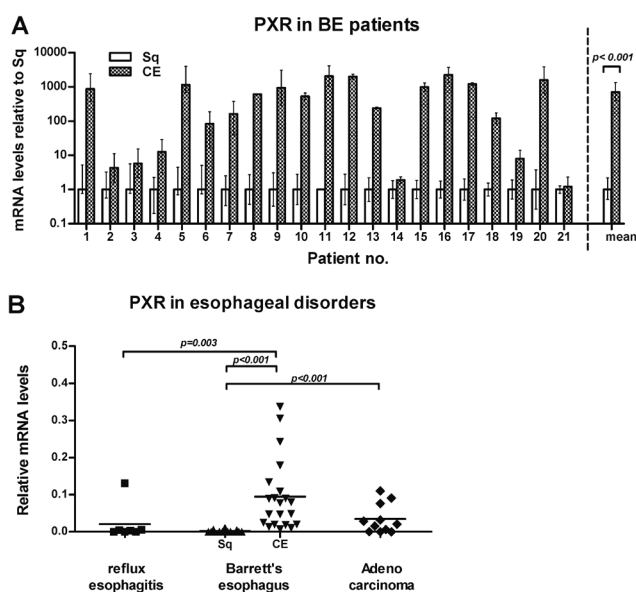 A
PXR in BE patients
Sq
CE
p< 0.001
mRNA levels relative to Sq
10000
1000
100
10
1
0.1
1 2 3 4 5 6 7 8 9 10 11 12 13 14 15 16 17 18 19 20 21 mean
Patient no.
B
PXR in esophageal disorders
Relative mRNA levels
0.5
0.4
0.3
0.2
0.1
0.0
p=0.003
p<0.001
p<0.001
Sq CE
reflux esophagitis
Barrett's esophagus
Adeno carcinoma